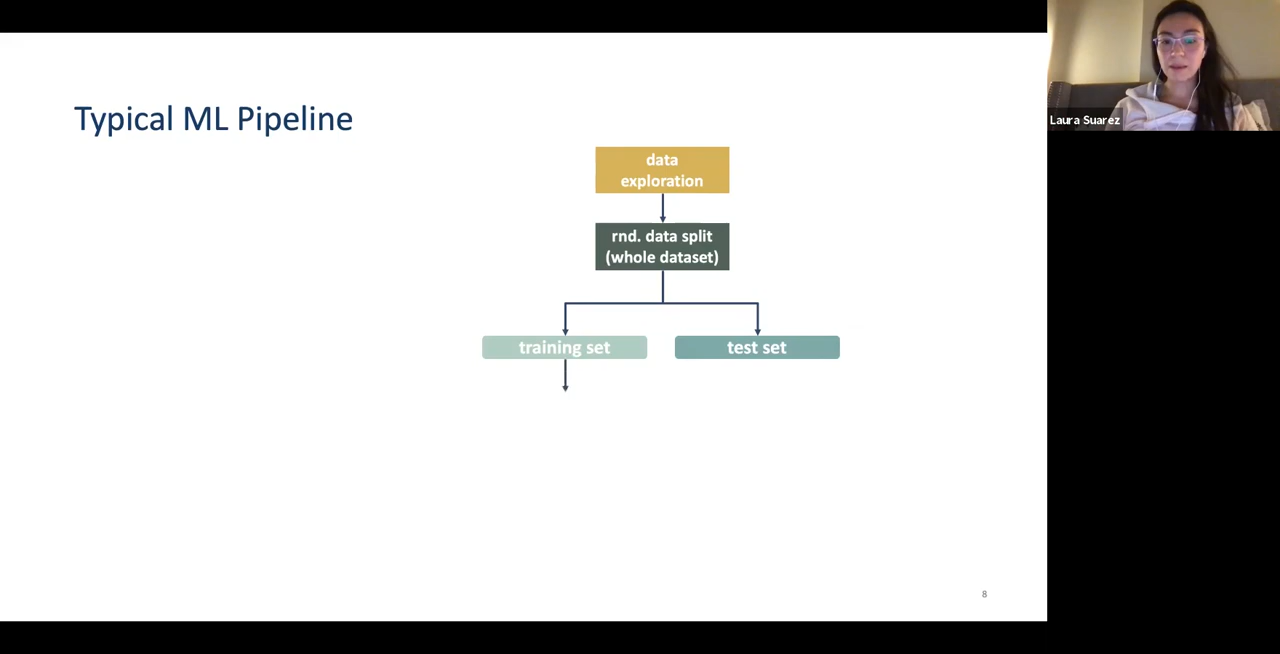 Typical ML Pipeline
data
exploration
rnd. data split
(whole dataset)
training set
test set
8
Laura Suarez